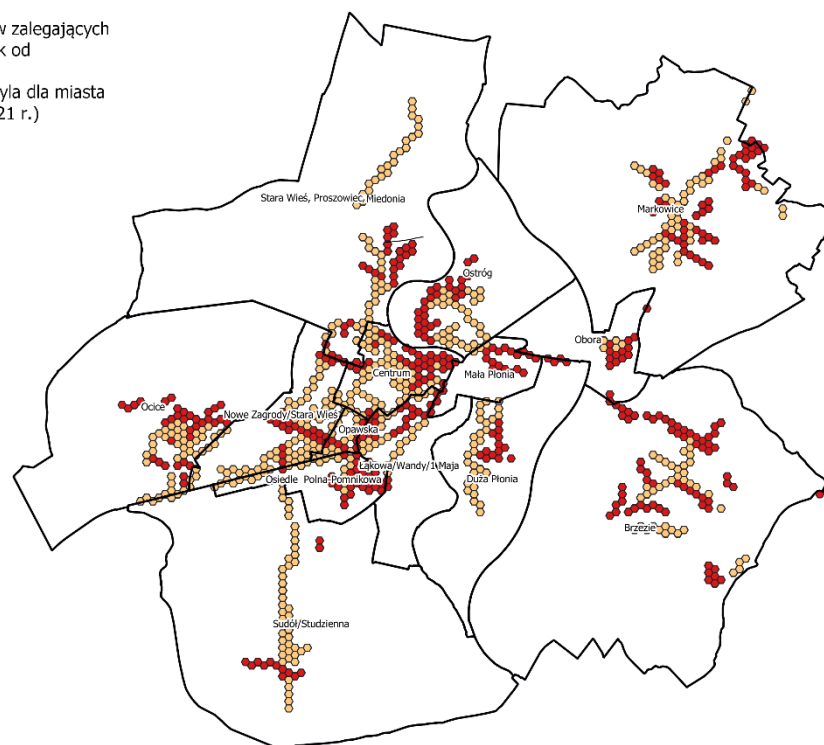 w zalegających
k od
yla dla miasta
21 r.)
Stara Wieś, Proszowiec, Miedonia
Markowice
Ostróg
Obora
Centrum
Mała Płonia
Ocice
Nowe Zagrody/Stara Wieś
Opawska
Łąkowa/Wandy/1 Maja
Osiedle Polna-Pomnikowa
Duża Płonia
Brzezie
Sudół/Studzienna